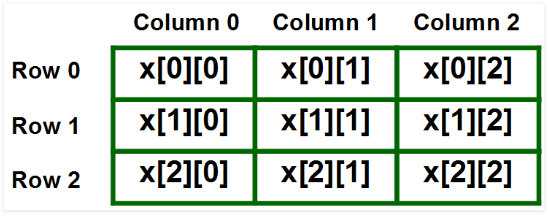 Column 0 Column 1 Column 2
Row 0 x[0][0] x[0][1] x[0][2]
Row 1 x[1][0] x[1][1] x[1][2]
Row 2 x[2][0] x[2][1] x[2][2]